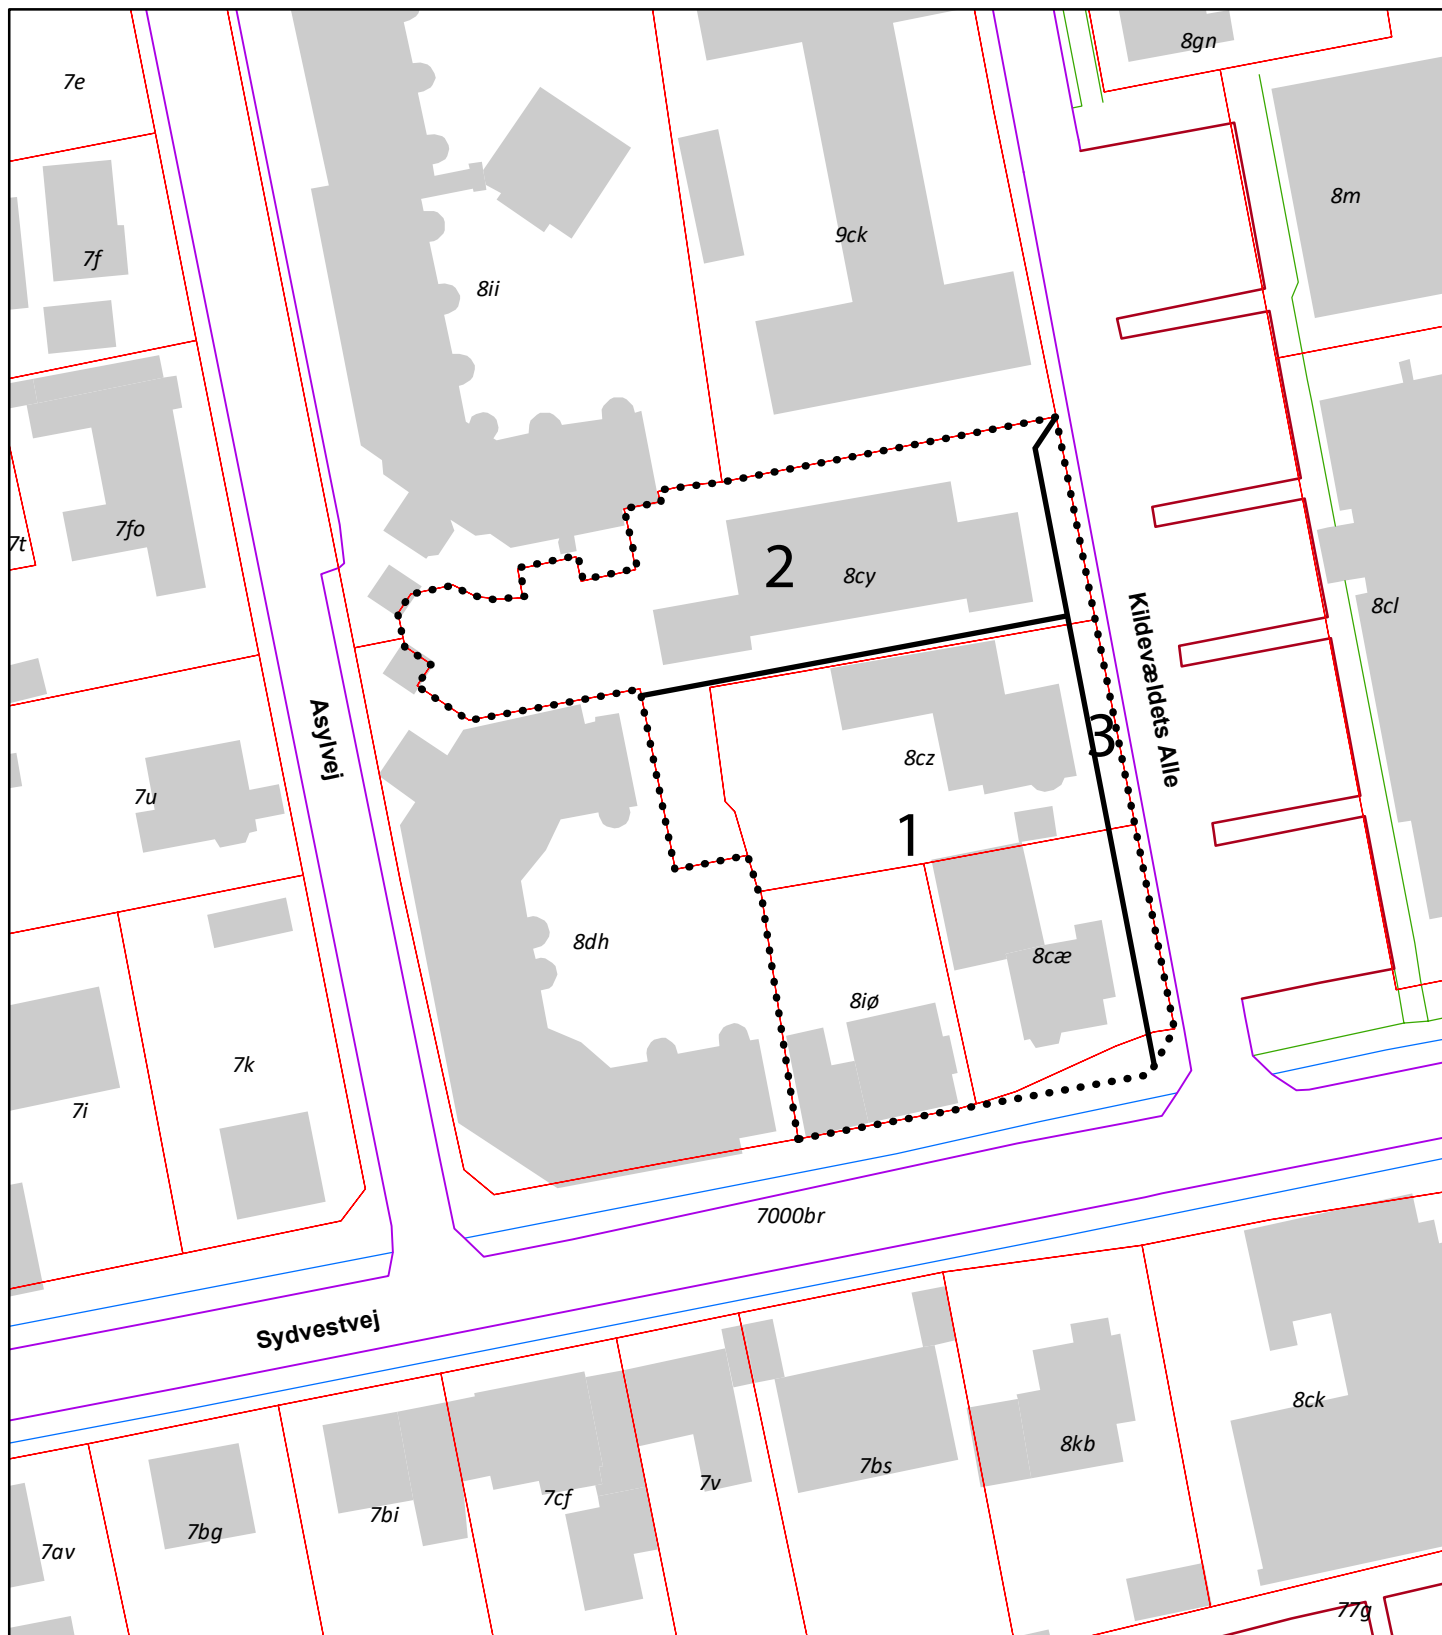 8gn
7e
8m
9ck
7f
8ii
7fo
7t
2
8cy
8cl
Kildevældets Alle
Asylvej
3
8cz
7u
1
8dh
8cæ
8iø
7k
7i
7000br
Sydvestvej
8ck
8kb
7bs
7v
7cf
7bi
7bg
7av
77g